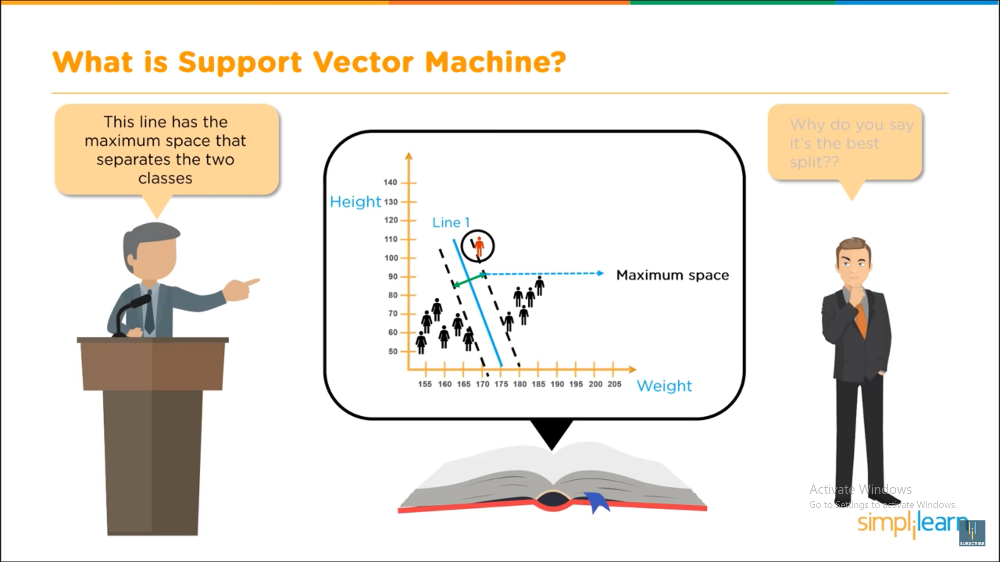 What is Support Vector Machine?
This line has the
maximum space that
separates the two
classes
Why do you say
it's the best
split??
140
Height 130
120
Line 1
110
100
90
Maximum space
80
70
60
50
155 160 165 170 175 180 185 190 195 200 205
Weight
Activate Windows
Go to Settings to activate Windows.
simplilearn
SUBSCRIBE